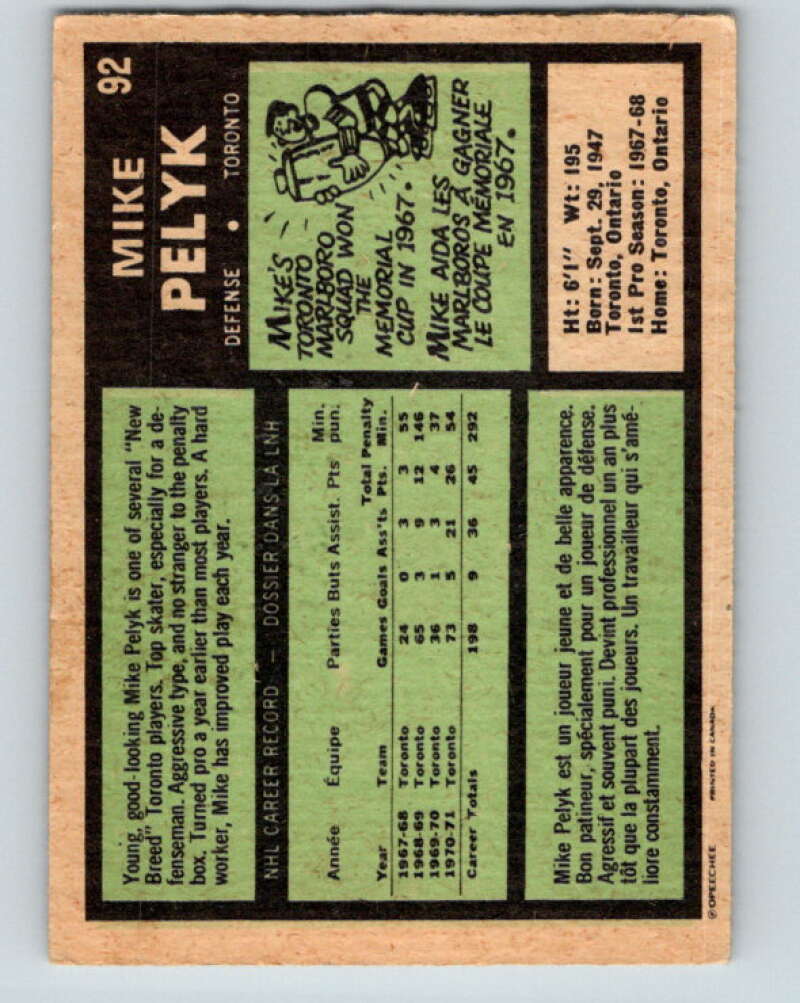 92
MIKE
PELYK
DEFENSE • TORONTO
Young, good-looking Mike Pelyk is one of several "New
Breed" Toronto players. Top skater, especially for a de-
fenseman. Aggressive type, and no stranger to the penalty
box. Turned pro a year earlier than most players. A hard
worker, Mike has improved play each year.
MIKE'S
TORONTO
MARLBORO
SQUAD WON
THE
MEMORIAL
CUP IN 1967.
MIKE AIDA LES
MARLBOROS À GAGNER
LE COUPE MÉMORIALE
EN 1967.
NHL CAREER RECORD — DOSSIER DANS LA LNH
Année Équipe Parties Buts Assist. Pts Min. pun.
Total Penalty
Year Team Games Goals Ass'ts Pts. Min.
1967-68 Toronto 24 0 3 3 55
1968-69 Toronto 65 3 9 12 146
1969-70 Toronto 36 1 3 4 37
1970-71 Toronto 73 5 21 26 54
Career Totals 198 9 36 45 292
Ht: 6'1" Wt: 195
Born: Sept. 29, 1947
Toronto, Ontario
1st Pro Season: 1967-68
Home: Toronto, Ontario
Mike Pelyk est un joueur jeune et de belle apparence.
Bon patineur, spécialement pour un joueur de défense.
Agressif et souvent puni. Devint professionnel un an plus
tôt que la plupart des joueurs. Un travailleur qui s'amé-
liore constamment.
© OPEECHEE PRINTED IN CANADA